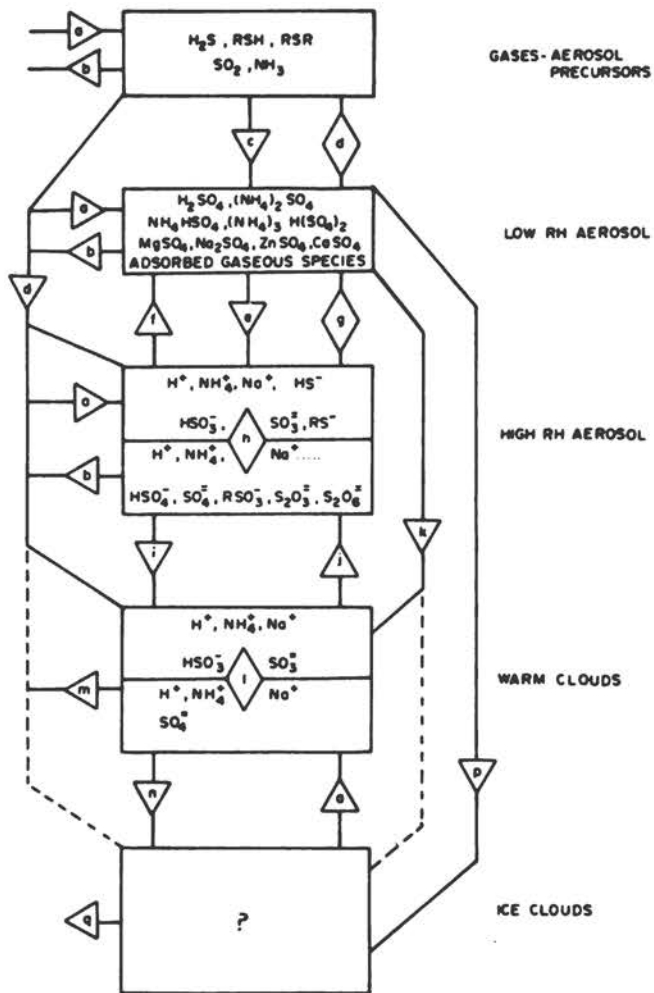 a
H₂S , RSH , RSR
GASES - AEROSOL
PRECURSORS
b
SO₂ , NH₃
c
d
a
H₂SO₄ , (NH₄)₂ SO₄
NH₄HSO₄ , (NH₄)₃ H(SO₄)₂
LOW RH AEROSOL
b
MgSO₄, Na₂SO₄, ZnSO₄, CaSO₄
ADSORBED GASEOUS SPECIES
d
f
e
g
H⁺, NH₄⁺, Na⁺, HS⁻
a
HSO₃⁻, h SO₃⁼, RS⁻
HIGH RH AEROSOL
H⁺, NH₄⁺, Na⁺.....
b
HSO₄⁻, SO₄⁼, RSO₃⁻, S₂O₃⁼, S₂O₆⁼
k
i
j
H⁺, NH₄⁺, Na⁺
HSO₃⁻ l SO₃⁼
WARM CLOUDS
m
H⁺, NH₄⁺ Na⁺
SO₄⁼
n
o
p
q
?
ICE CLOUDS